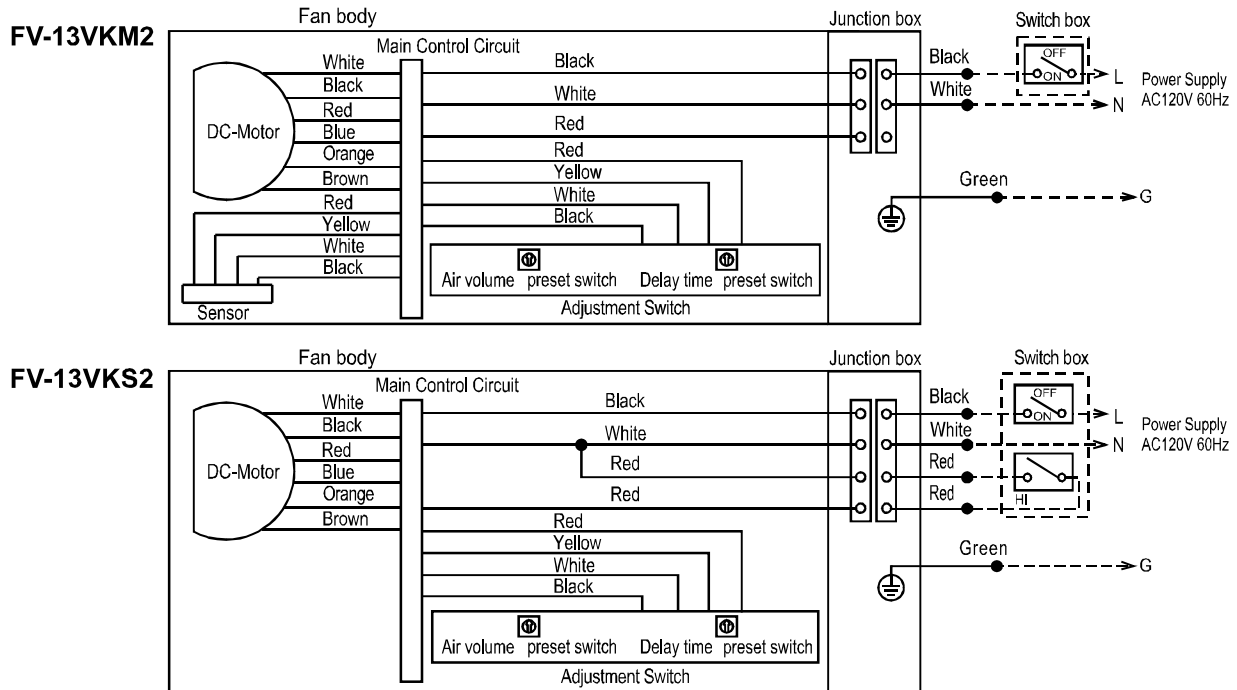 FV-13VKM2
Fan body
Junction box
Switch box
Main Control Circuit
DC-Motor
White
Black
Red
Blue
Orange
Brown
Red
Yellow
White
Black
Sensor
Black
White
Red
Red
Yellow
White
Black
Air volume preset switch
Delay time preset switch
Adjustment Switch
Black
White
OFF
ON
L
N
Power Supply
AC120V 60Hz
Green
G
FV-13VKS2
Fan body
Junction box
Switch box
Main Control Circuit
DC-Motor
White
Black
Red
Blue
Orange
Brown
Black
White
Red
Red
Red
Yellow
White
Black
Air volume preset switch
Delay time preset switch
Adjustment Switch
Black
White
Red
Red
OFF
ON
HI
L
N
Power Supply
AC120V 60Hz
Green
G